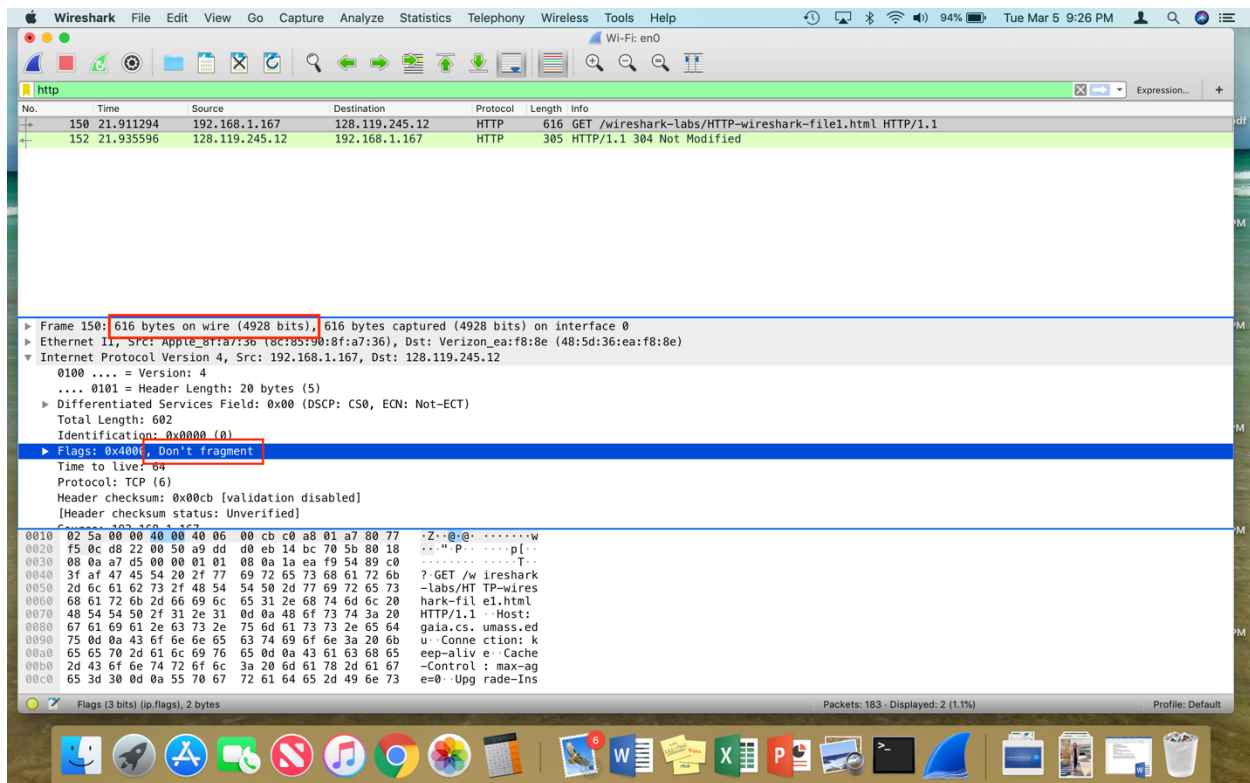 Wireshark File Edit View Go Capture Analyze Statistics Telephony Wireless Tools Help 94% Tue Mar 5 9:26 PM
Wi-Fi: en0
http Expression... +
No. Time Source Destination Protocol Length Info
150 21.911294 192.168.1.167 128.119.245.12 HTTP 616 GET /wireshark-labs/HTTP-wireshark-file1.html HTTP/1.1
152 21.935596 128.119.245.12 192.168.1.167 HTTP 305 HTTP/1.1 304 Not Modified
Frame 150: 616 bytes on wire (4928 bits), 616 bytes captured (4928 bits) on interface 0
Ethernet II, Src: Apple_8f:a7:36 (8c:85:90:8f:a7:36), Dst: Verizon_ea:f8:8e (48:5d:36:ea:f8:8e)
Internet Protocol Version 4, Src: 192.168.1.167, Dst: 128.119.245.12
0100 .... = Version: 4
.... 0101 = Header Length: 20 bytes (5)
Differentiated Services Field: 0x00 (DSCP: CS0, ECN: Not-ECT)
Total Length: 602
Identification: 0x0000 (0)
Flags: 0x4000, Don't fragment
Time to live: 64
Protocol: TCP (6)
Header checksum: 0x00cb [validation disabled]
[Header checksum status: Unverified]
Source: 192.168.1.167
0010 02 5a 00 00 40 00 40 06 00 cb c0 a8 01 a7 80 77 ·Z··@·@· ·······w
0020 f5 0c d8 22 00 50 a9 dd d0 eb 14 bc 70 5b 80 18 ···"·P·· ····p[··
0030 08 0a a7 d5 00 00 01 01 08 0a 1a ea f9 54 89 c0 ········ ·····T··
0040 3f af 47 45 54 20 2f 77 69 72 65 73 68 61 72 6b ?·GET /w ireshark
0050 2d 6c 61 62 73 2f 48 54 54 50 2d 77 69 72 65 73 -labs/HT TP-wires
0060 68 61 72 6b 2d 66 69 6c 65 31 2e 68 74 6d 6c 20 hark-fil e1.html
0070 48 54 54 50 2f 31 2e 31 0d 0a 48 6f 73 74 3a 20 HTTP/1.1 ··Host:
0080 67 61 69 61 2e 63 73 2e 75 6d 61 73 73 2e 65 64 gaia.cs. umass.ed
0090 75 0d 0a 43 6f 6e 6e 65 63 74 69 6f 6e 3a 20 6b u··Conne ction: k
00a0 65 65 70 2d 61 6c 69 76 65 0d 0a 43 61 63 68 65 eep-aliv e··Cache
00b0 2d 43 6f 6e 74 72 6f 6c 3a 20 6d 61 78 2d 61 67 -Control : max-ag
00c0 65 3d 30 0d 0a 55 70 67 72 61 64 65 2d 49 6e 73 e=0··Upg rade-Ins
Flags (3 bits) (ip.flags), 2 bytes Packets: 183 · Displayed: 2 (1.1%) Profile: Default
6